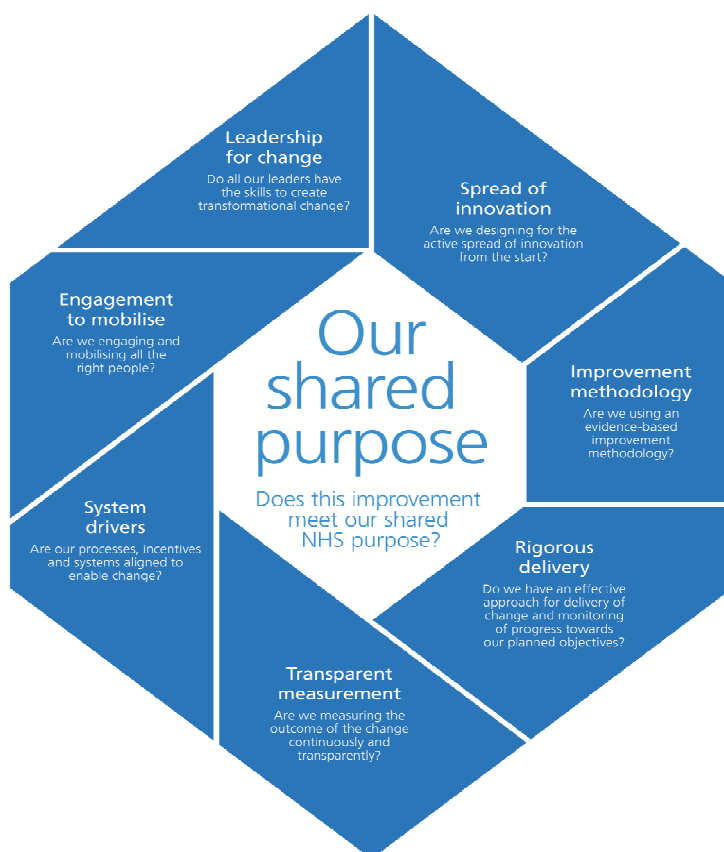 Leadership
for change
Do all our leaders have
the skills to create
transformational change?
Spread of
innovation
Are we designing for the
active spread of innovation
from the start?
Improvement
methodology
Are we using an
evidence-based
improvement
methodology?
Rigorous
delivery
Do we have an effective
approach for delivery of
change and monitoring
of progress towards
our planned objectives?
Transparent
measurement
Are we measuring the
outcome of the change
continuously and
transparently?
System
drivers
Are our processes, incentives
and systems aligned to
enable change?
Engagement
to mobilise
Are we engaging and
mobilising all the
right people?
Our
shared
purpose
Does this improvement
meet our shared
NHS purpose?